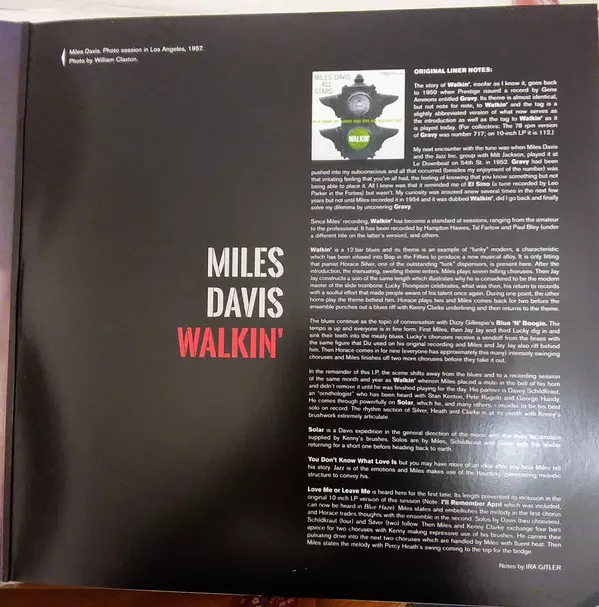 Miles Davis, Photo session in Los Angeles, 1957.
Photo by William Claxton.
MILES DAVIS
ALL
STARS
WALKIN'
MILES
DAVIS
WALKIN'
ORIGINAL LINER NOTES:
The story of Walkin', insofar as I know it, goes back
to 1950 when Prestige issued a record by Gene
Ammons entitled Gravy. Its theme is almost identical,
but not note for note, to Walkin' and the tag is a
slightly abbreviated version of what now serves as
the introduction as well as the tag to Walkin' as it
is played today. (For collectors: The 78 rpm version
of Gravy was number 717; on 10-inch LP it is 112.)
My next encounter with the tune was when Miles Davis
and the Jazz Inc. group with Milt Jackson, played it at
Le Downbeat on 54th St. in 1952. Gravy had been
pushed into my subconscious and all that occurred (besides my enjoyment of the number) was
that irritating feeling that you've all had, the feeling of knowing that you know something but not
being able to place it. All I knew was that it reminded me of El Sino (a tune recorded by Leo
Parker in the Forties) but wasn't. My curiosity was aroused anew several times in the next few
years but not until Miles recorded it in 1954 and it was dubbed Walkin', did I go back and finally
solve my dilemma by uncovering Gravy.
Since Miles' recording, Walkin' has become a standard at sessions, ranging from the amateur
to the professional. It has been recorded by Hampton Hawes, Tal Farlow and Paul Bley (under
a different title on the latter's version), and others.
Walkin' is a 12-bar blues and its theme is an example of "funky" modern, a characteristic
which has been infused into Bop in the Fifties to produce a new musical alloy. It is only fitting
that pianist Horace Silver, one of the outstanding "funk" dispensers, is present here. After the
introduction, the insinuating, swelling theme enters. Miles plays seven telling choruses. Then Jay
Jay constructs a solo of the same length which illustrates why he is considered to be the modern
master of the slide trombone. Lucky Thompson celebrates, what was then, his return to records
with a soulful effort that made people aware of his talent once again. During one point, the other
horns play the theme behind him. Horace plays two and Miles comes back for two before the
ensemble punches out a blues riff with Kenny Clarke underlining and then returns to the theme.
The blues continue as the topic of conversation with Dizzy Gillespie's Blue 'N' Boogie. The
tempo is up and everyone is in fine form. First Miles, then Jay Jay and third Lucky dig in and
sink their teeth into the meaty blues. Lucky's choruses receive a sendoff from the brass with
the same figure that Diz used on his original recording and Miles and Jay Jay also riff behind
him. Then Horace comes in for nine (everyone has approximately this many) intensely swinging
choruses and Miles finishes off two more choruses before they take it out.
In the remainder of this LP, the scene shifts away from the blues and to a recording session
of the same month and year as Walkin' wherein Miles placed a mute in the bell of his horn
and didn't remove it until he was finished playing for the day. His partner is Davey Schildkraut,
an "ornithologist" who has been heard with Stan Kenton, Pete Rugolo and George Handy.
He comes through powerfully on Solar, which he, and many others, consider to be his best
solo on record. The rhythm section of Silver, Heath and Clarke is at its zenith with Kenny's
brushwork extremely articulate.
Solar is a Davis expedition in the general direction of the moon with the main locomotion
supplied by Kenny's brushes. Solos are by Miles, Schildkraut and Silver with the leader
returning for a short one before heading back to earth.
You Don't Know What Love Is but you may have more of an idea after you hear Miles tell
his story. Jazz is of the emotions and Miles makes use of the haunting, penetrating melodic
structure to convey his.
Love Me or Leave Me is heard here for the first time. Its length prevented its inclusion in the
original 10-inch LP version of this session (Note: I'll Remember April which was included,
can now be heard in Blue Haze). Miles states and embellishes the melody in the first chorus
and Horace trades thoughts with the ensemble in the second. Solos by Davis (two choruses),
Schildkraut (four) and Silver (two) follow. Then Miles and Kenny Clarke exchange four bars
apiece for two choruses with Kenny making expressive use of his brushes. He carries their
pulsating drive into the next two choruses which are handled by Miles with fluent heat. Then
Miles states the melody with Percy Heath's swing coming to the top for the bridge.
Notes by IRA GITLER